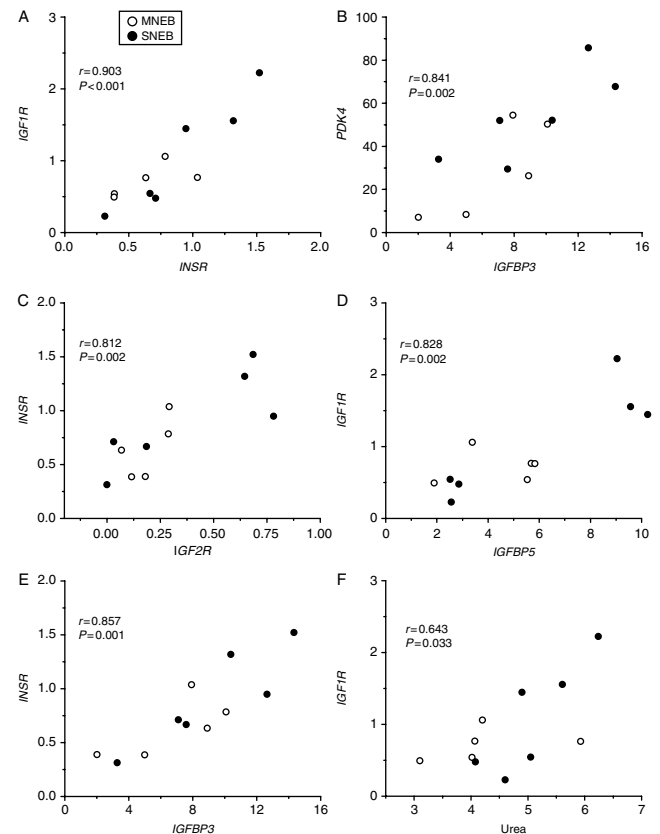 A
MNEB
SNEB
r=0.903
P<0.001
IGF1R
3
2
1
0
0.0 0.5 1.0 1.5 2.0
INSR
B
r=0.841
P=0.002
PDK4
100
80
60
40
20
0
0 4 8 12 16
IGFBP3
C
r=0.812
P=0.002
INSR
2.0
1.5
1.0
0.5
0.0
0.00 0.25 0.50 0.75 1.00
IGF2R
D
r=0.828
P=0.002
IGF1R
3
2
1
0
0 2 4 6 8 10
IGFBP5
E
r=0.857
P=0.001
INSR
2.0
1.5
1.0
0.5
0.0
0 4 8 12 16
IGFBP3
F
r=0.643
P=0.033
IGF1R
3
2
1
0
3 4 5 6 7
Urea